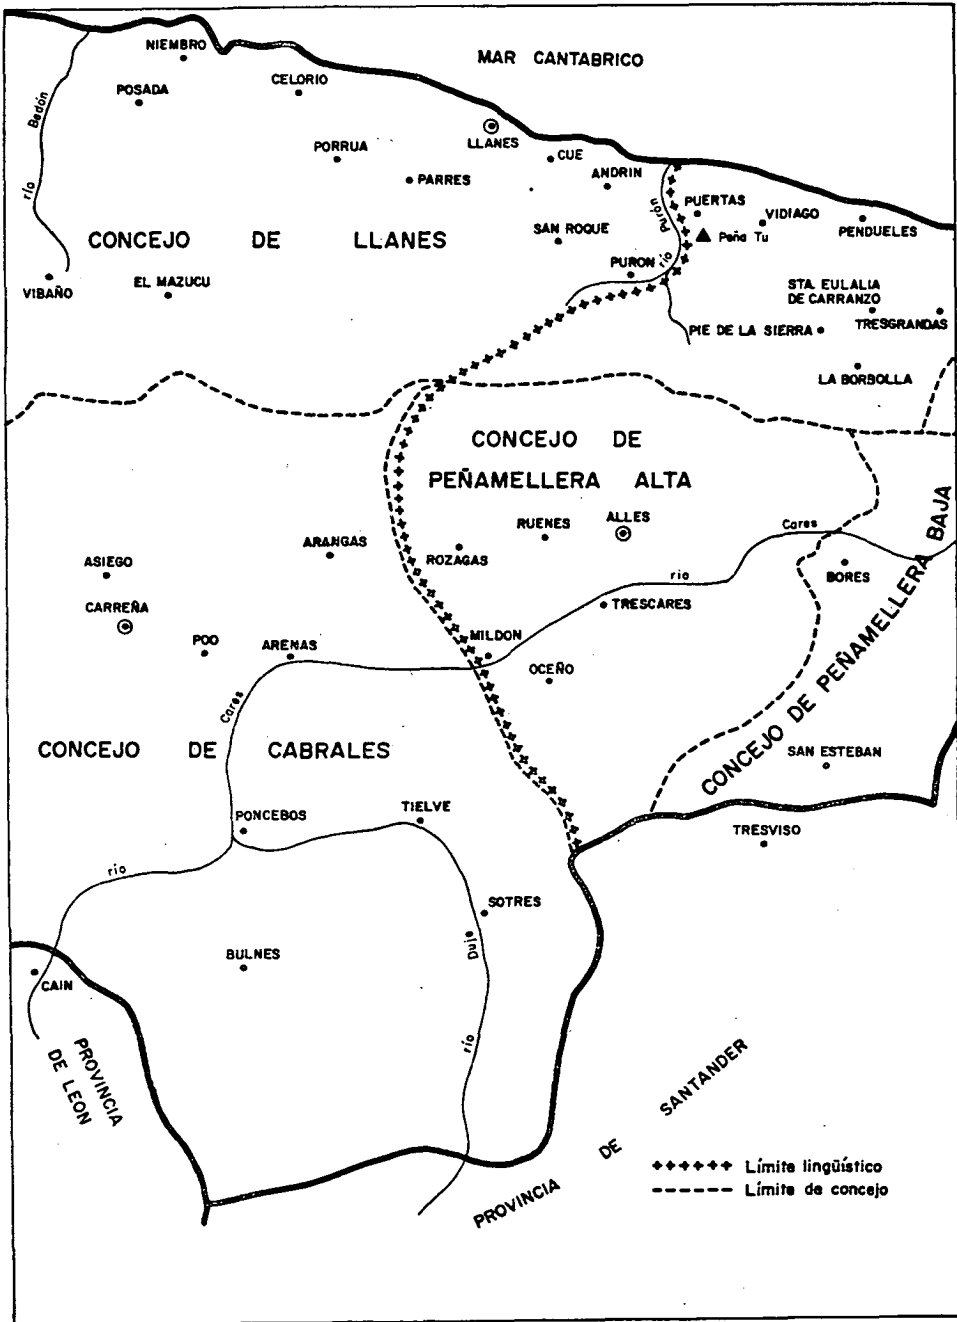 MAR CANTABRICO
NIEMBRO
POSADA
CELORIO
río Bedón
PORRUA
PARRES
LLANES
CUE
ANDRIN
PUERTAS
VIDIAGO
PENDUELES
Peña Tu
río Purón
SAN ROQUE
PURON
CONCEJO DE LLANES
VIBAÑO
EL MAZUCU
STA. EULALIA
DE CARRANZO
TRESGRANDAS
PIE DE LA SIERRA
LA BORBOLLA
CONCEJO DE
PEÑAMELLERA ALTA
RUENES
ALLES
ROZAGAS
río Cares
TRESCARES
BORES
ARANGAS
ASIEGO
CARREÑA
POO
ARENAS
MILDON
OCEÑO
CONCEJO DE PEÑAMELLERA BAJA
SAN ESTEBAN
CONCEJO DE CABRALES
río Cares
PONCEBOS
TIELVE
TRESVISO
SOTRES
río Duje
BULNES
CAIN
PROVINCIA
DE LEON
PROVINCIA DE SANTANDER
Límite lingüístico
Límite de concejo